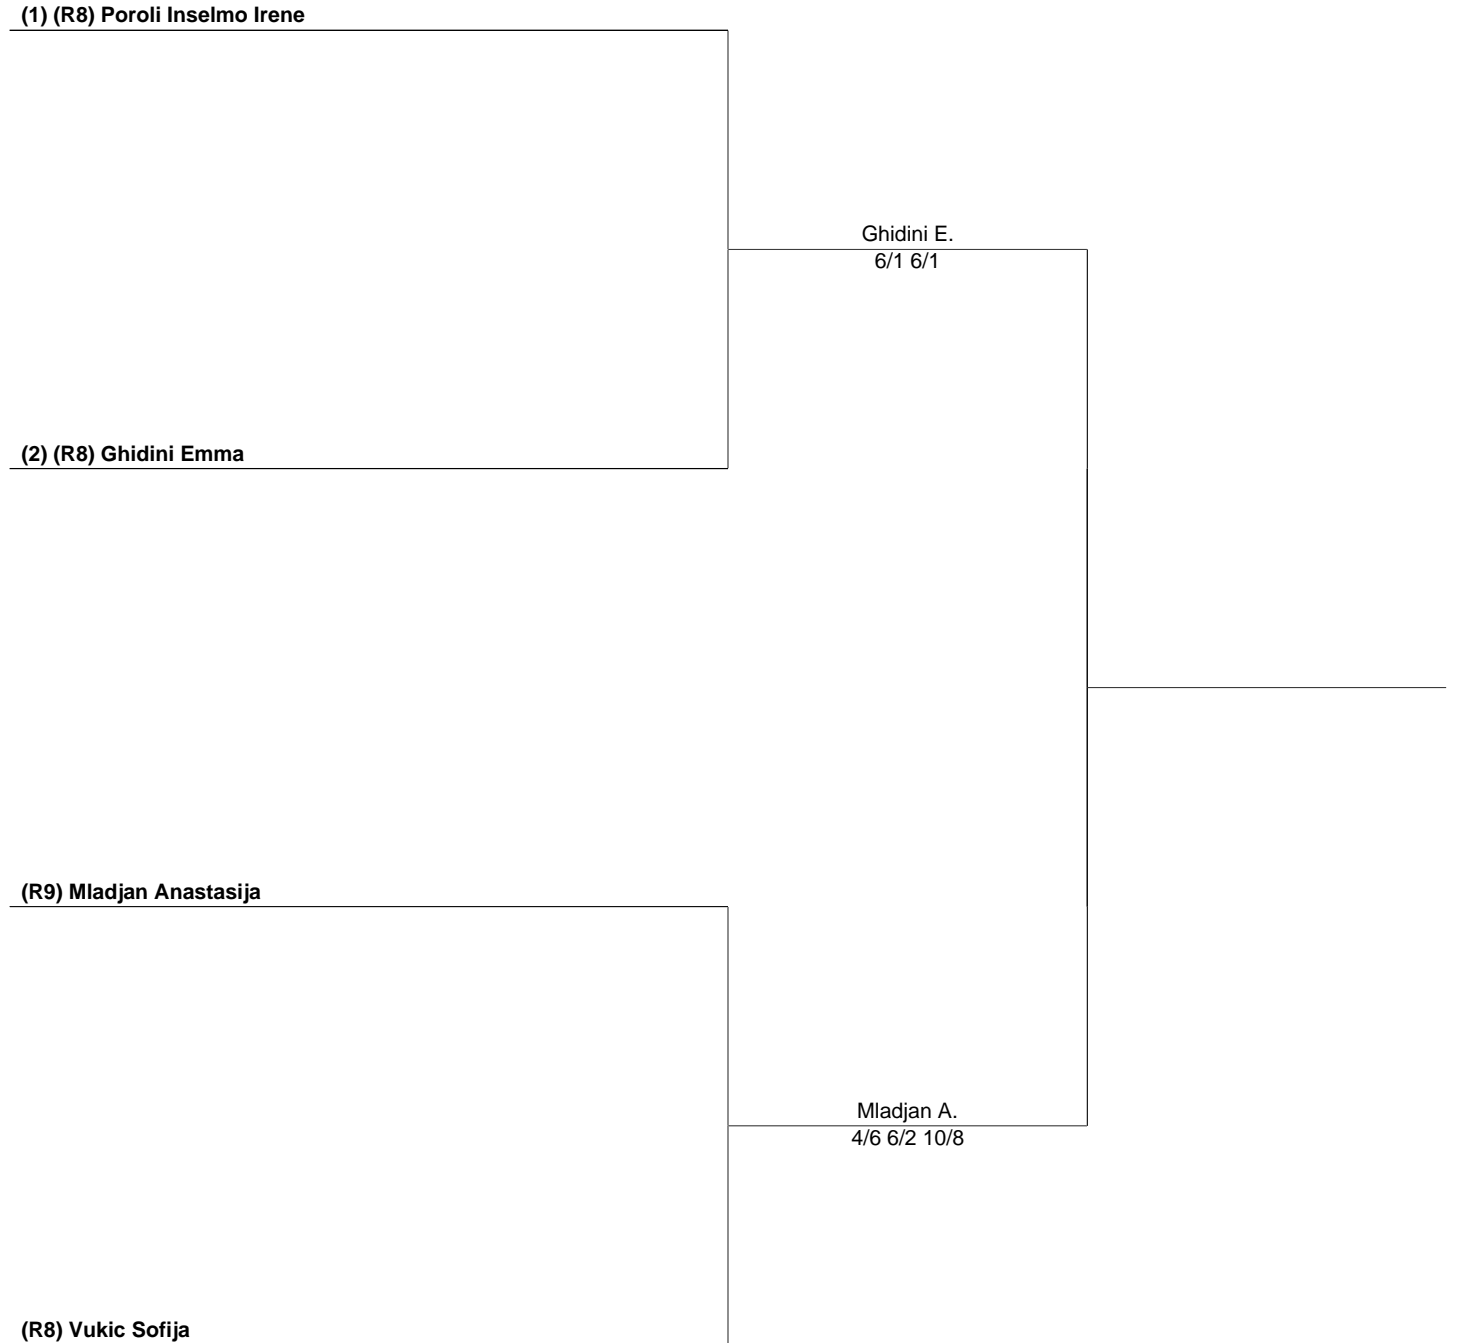 (1) (R8) Poroli Inselmo Irene
Ghidini E.
6/1 6/1
(2) (R8) Ghidini Emma
(R9) Mladjan Anastasija
Mladjan A.
4/6 6/2 10/8
(R8) Vukic Sofija